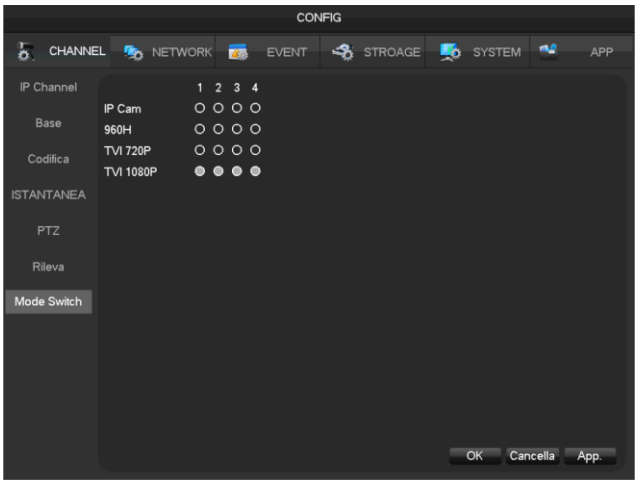 CONFIG
CHANNEL NETWORK EVENT STROAGE SYSTEM APP
IP Channel
Base
Codifica
ISTANTANEA
PTZ
Rileva
Mode Switch
1 2 3 4
IP Cam
960H
TVI 720P
TVI 1080P
OK Cancella App.